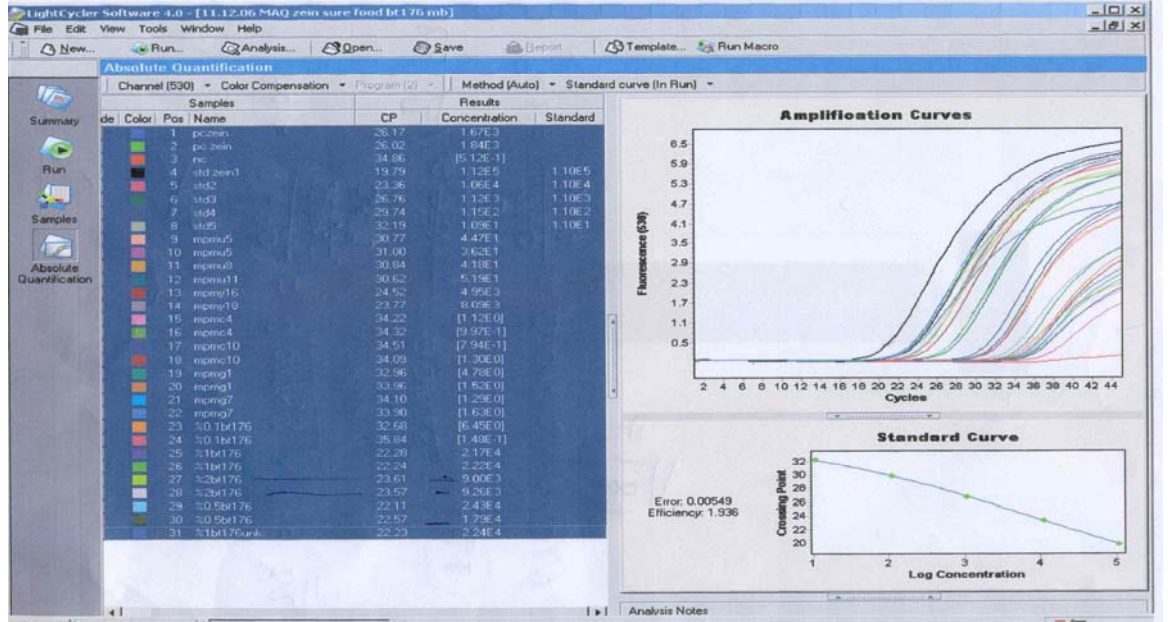 LightCycler Software 4.0 - [11.12.06 MAQ zein sure food bt176 mb]
File Edit View Tools Window Help
New... Run... Analysis... Open... Save Report Template... Run Macro
Absolute Quantification
Channel (530) Color Compensation Program (2) Method (Auto) Standard curve (In Run)
Summary
Run
Samples
Absolute Quantification
Samples Results
de Color Pos Name CP Concentration Standard
1 pczein 26.17 1.67E3
2 pc zein 26.02 1.84E3
3 nc 34.86 [5.12E-1]
4 std zein1 19.79 1.12E5 1.10E5
5 std2 23.36 1.06E4 1.10E4
6 std3 26.76 1.12E3 1.10E3
7 std4 29.74 1.15E2 1.10E2
8 std5 32.19 1.09E1 1.10E1
9 mpmu5 30.77 4.47E1
10 mpmu5 31.00 3.62E1
11 mpmu8 30.84 4.18E1
12 mpmu11 30.62 5.19E1
13 mpmy16 24.52 4.95E3
14 mpmy18 23.77 8.09E3
15 mpmc4 34.22 [1.12E0]
16 mpmc4 34.32 [9.97E-1]
17 mpmc10 34.51 [7.94E-1]
18 mpmc10 34.09 [1.30E0]
19 mpmg1 32.96 [4.78E0]
20 mpmg1 33.96 [1.52E0]
21 mpmg7 34.10 [1.29E0]
22 mpmg7 33.90 [1.63E0]
23 %0.1bt176 32.68 [6.45E0]
24 %0.1bt176 35.84 [1.48E-1]
25 %1bt176 22.28 2.17E4
26 %1bt176 22.24 2.22E4
27 %2bt176 23.61 9.00E3
28 %2bt176 23.57 9.26E3
29 %0.5bt176 22.11 2.43E4
30 %0.5bt176 22.57 1.79E4
31 %1bt176unk 22.23 2.24E4
Amplification Curves
6.5
5.9
5.3
4.7
4.1
3.5
2.9
2.3
1.7
1.1
0.5
Fluorescence (530)
2 4 6 8 10 12 14 16 18 20 22 24 26 28 30 32 34 36 38 40 42 44
Cycles
Standard Curve
Error: 0.00549
Efficiency: 1.936
Crossing Point
32
30
28
26
24
22
20
1 2 3 4 5
Log Concentration
Analysis Notes